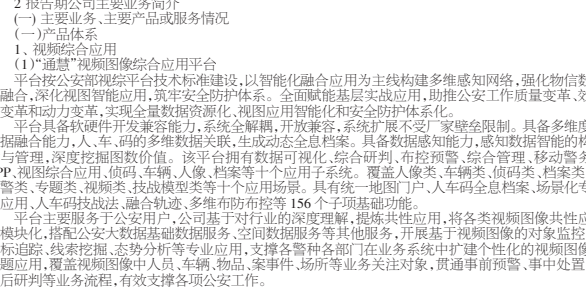 2 报告期公司主要业务简介
(一) 主要业务、主要产品或服务情况
(一)产品体系
1、视频综合应用
(1)“通慧”视频图像综合应用平台
平台按公安部视综平台技术标准建设,以智能化融合应用为主线构建多维感知网络,强化物信数
融合,深化视图智能应用,筑牢安全防护体系。全面赋能基层实战应用,助推公安工作质量变革、效
变革和动力变革,实现全量数据资源化、视图应用智能化和安全防护体系化。
平台具备软硬件开发兼容能力,系统全解耦,开放兼容,系统扩展不受厂家壁垒限制。具备多维度
据融合能力,人、车、码的多维数据关联,生成动态全息档案。具备数据感知能力,感知数据智能的构
与管理,深度挖掘图数价值。该平台拥有数据可视化、综合研判、布控预警、综合管理、移动警务
PP、视图综合应用、侦码、车辆、人像、档案等十个应用子系统。覆盖人像类、车辆类、侦码类、档案类
警类、专题类、视频类、技战模型类等十个应用场景。具有统一地图门户、人车码全息档案、场景化专
应用、人车码技战法、融合轨迹、多维布防布控等 156 个子项基础功能。
平台主要服务于公安用户,公司基于对行业的深度理解,提炼共性应用,将各类视频图像共性应
模块化,搭配公安大数据基础数据服务、空间数据服务等其他服务,开展基于视频图像的对象监控
标追踪、线索挖掘、态势分析等专业应用,支撑各警种各部门在业务系统中扩建个性化的视频图像
题应用,覆盖视频图像中人员、车辆、物品、案事件、场所等业务关注对象,贯通事前预警、事中处置
后研判等业务流程,有效支撑各项公安工作。